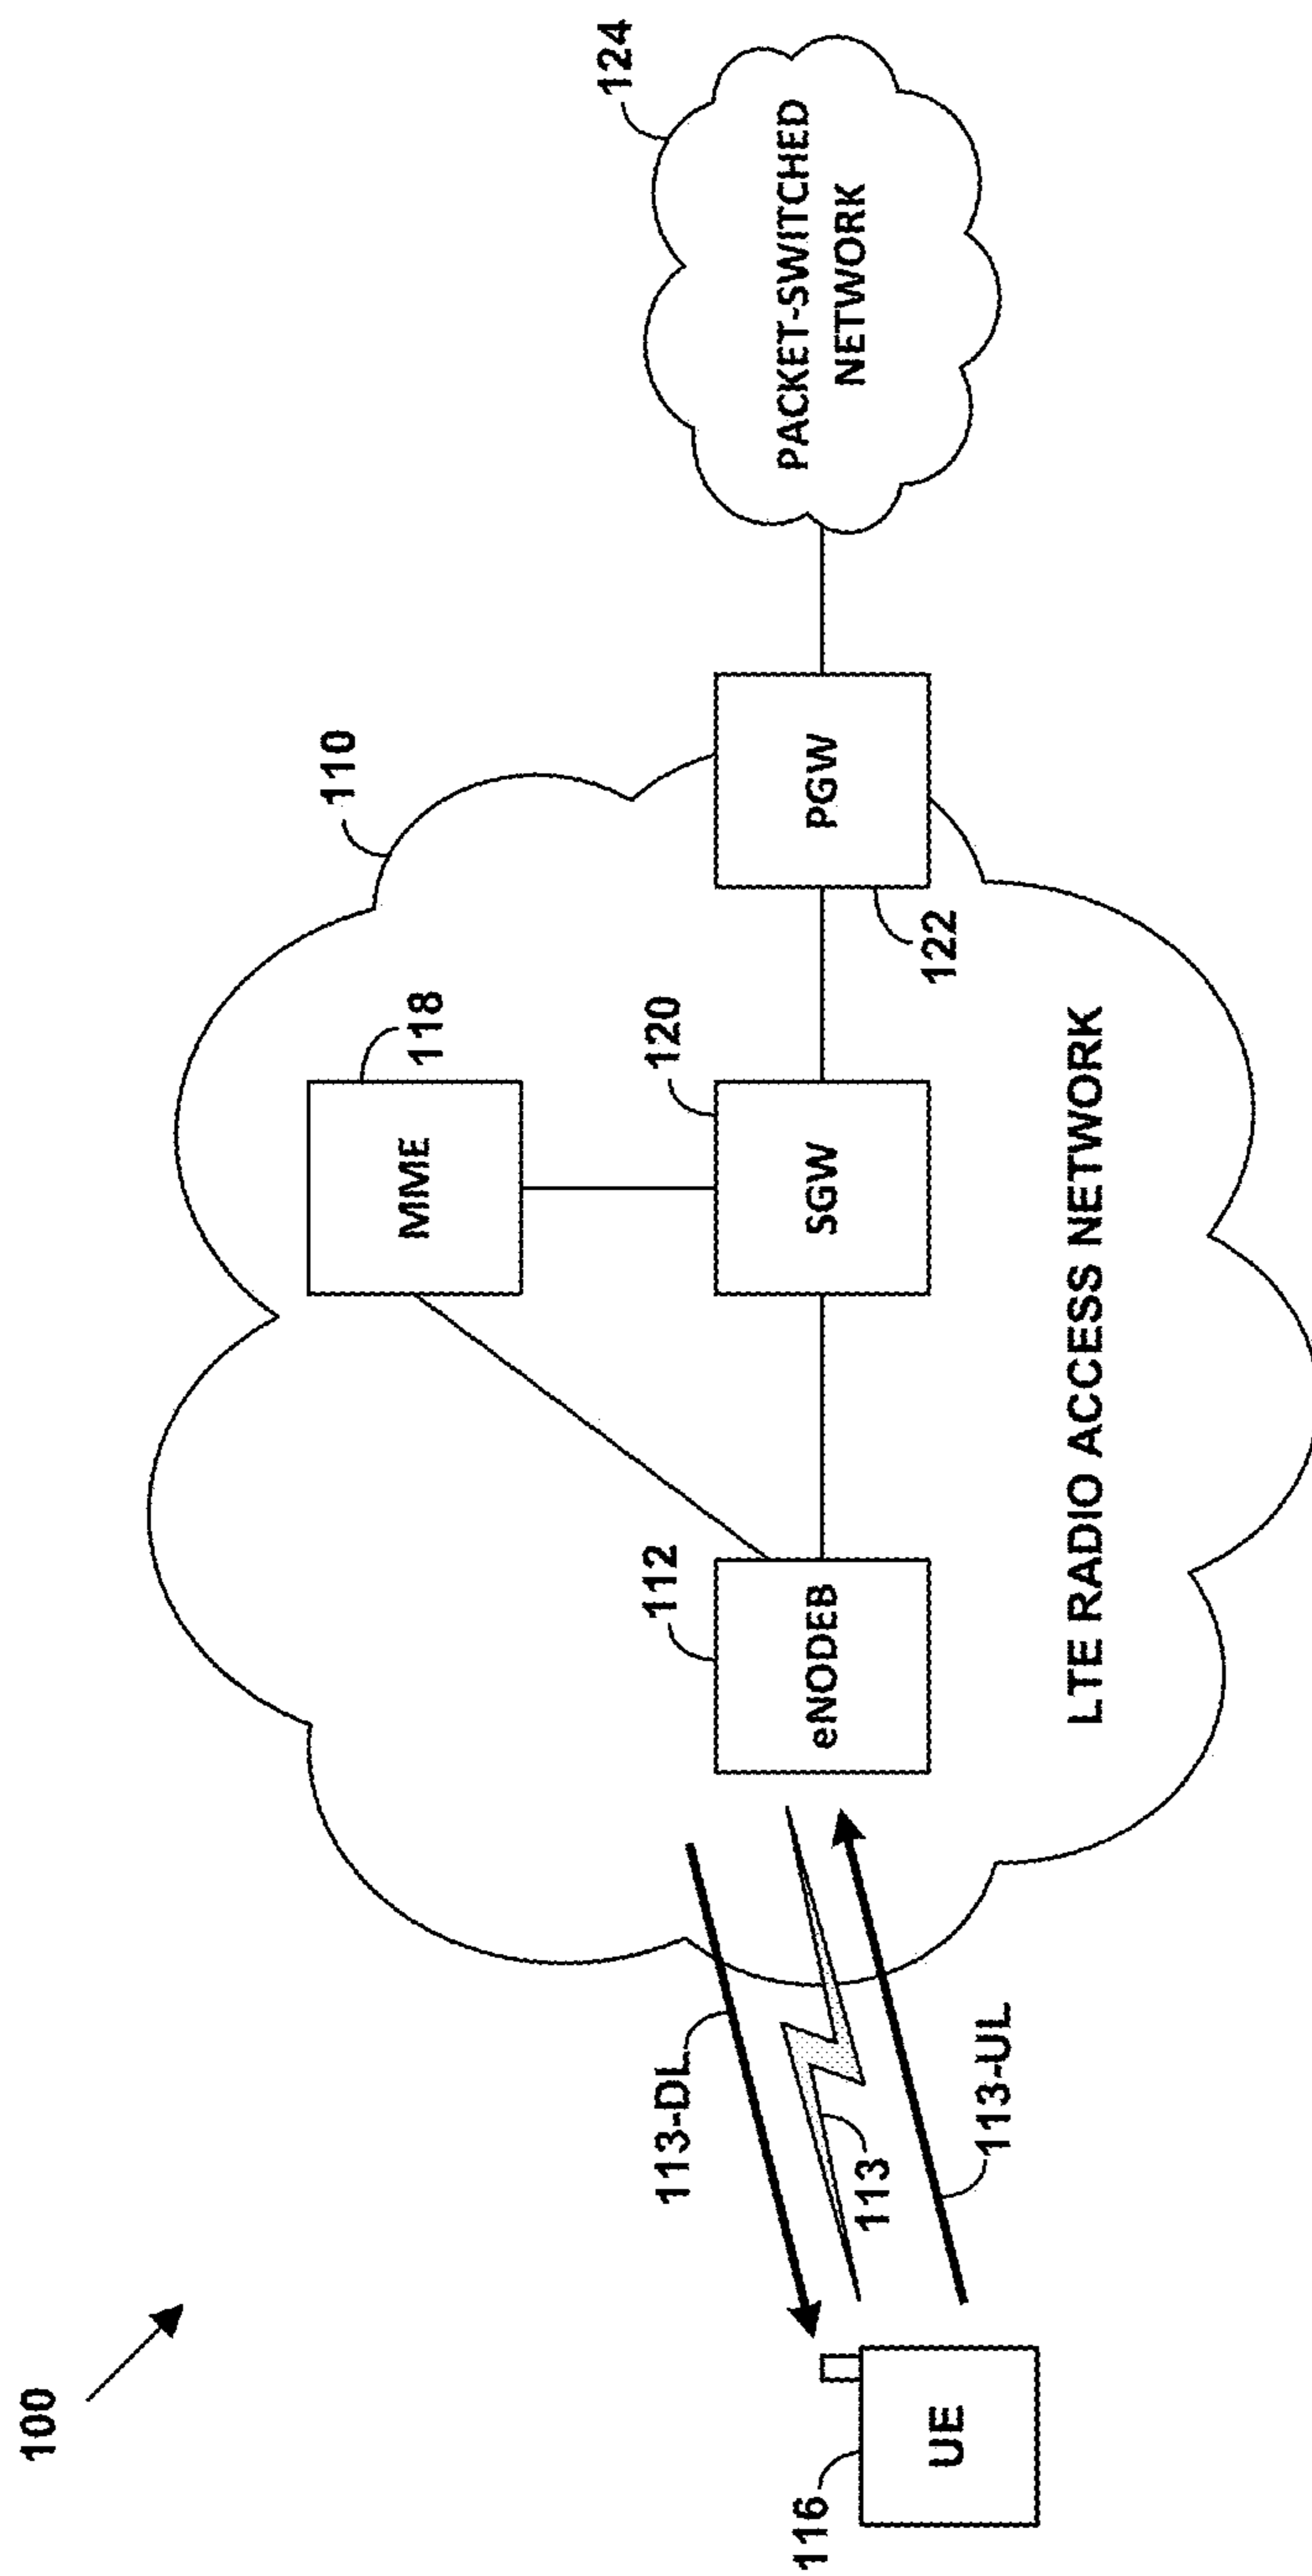 100
110
124
118
MME
112
120
113-DL
eNODEB
SGW
PGW
PACKET-SWITCHED
NETWORK
116
113
122
UE
113-UL
LTE RADIO ACCESS NETWORK